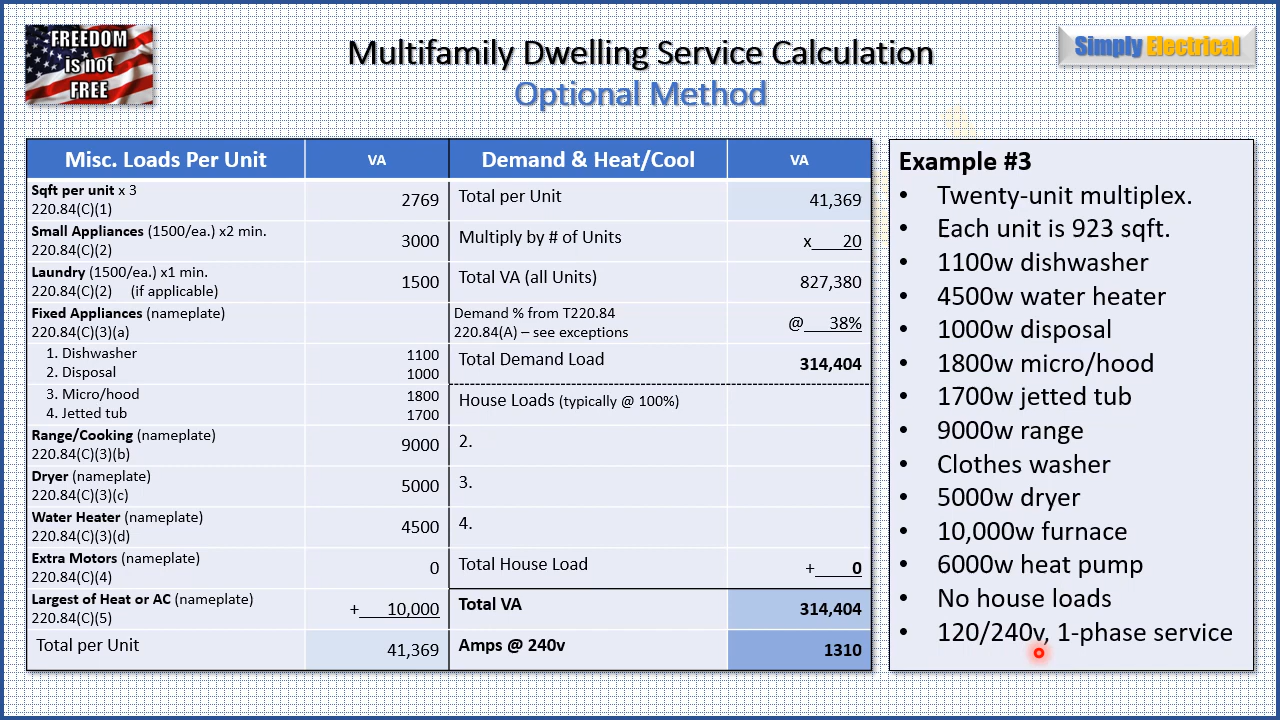 FREEDOM
is not
FREE
Multifamily Dwelling Service Calculation
Optional Method
Simply Electrical
Misc. Loads Per Unit VA Demand & Heat/Cool VA
Sqft per unit x 3
220.84(C)(1)
2769
Total per Unit
41,369
Small Appliances (1500/ea.) x2 min.
220.84(C)(2)
3000
Multiply by # of Units
x 20
Laundry (1500/ea.) x1 min.
220.84(C)(2) (if applicable)
1500
Total VA (all Units)
827,380
Fixed Appliances (nameplate)
220.84(C)(3)(a)
Demand % from T220.84
220.84(A) – see exceptions
@ 38%
1. Dishwasher 1100
2. Disposal 1000
Total Demand Load
314,404
3. Micro/hood 1800
4. Jetted tub 1700
House Loads (typically @ 100%)
Range/Cooking (nameplate)
220.84(C)(3)(b)
9000
2.
Dryer (nameplate)
220.84(C)(3)(c)
5000
3.
Water Heater (nameplate)
220.84(C)(3)(d)
4500
4.
Extra Motors (nameplate)
220.84(C)(4)
0
Total House Load
+ 0
Largest of Heat or AC (nameplate)
220.84(C)(5)
+ 10,000
Total VA
314,404
Total per Unit
41,369
Amps @ 240v
1310
Example #3
• Twenty-unit multiplex.
• Each unit is 923 sqft.
• 1100w dishwasher
• 4500w water heater
• 1000w disposal
• 1800w micro/hood
• 1700w jetted tub
• 9000w range
• Clothes washer
• 5000w dryer
• 10,000w furnace
• 6000w heat pump
• No house loads
• 120/240v, 1-phase service